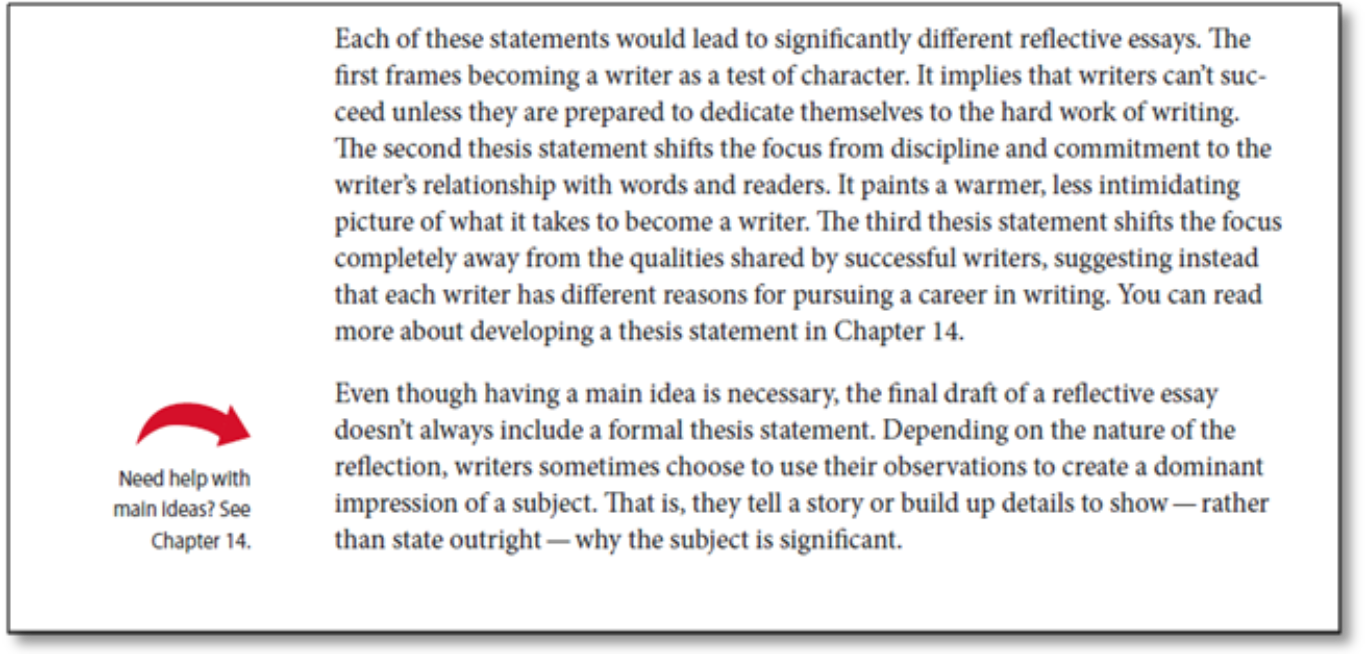 Each of these statements would lead to significantly different reflective essays. The
first frames becoming a writer as a test of character. It implies that writers can't suc-
ceed unless they are prepared to dedicate themselves to the hard work of writing.
The second thesis statement shifts the focus from discipline and commitment to the
writer's relationship with words and readers. It paints a warmer, less intimidating
picture of what it takes to become a writer. The third thesis statement shifts the focus
completely away from the qualities shared by successful writers, suggesting instead
that each writer has different reasons for pursuing a career in writing. You can read
more about developing a thesis statement in Chapter 14.
Need help with
main ideas? See
Chapter 14.
Even though having a main idea is necessary, the final draft of a reflective essay
doesn't always include a formal thesis statement. Depending on the nature of the
reflection, writers sometimes choose to use their observations to create a dominant
impression of a subject. That is, they tell a story or build up details to show — rather
than state outright — why the subject is significant.